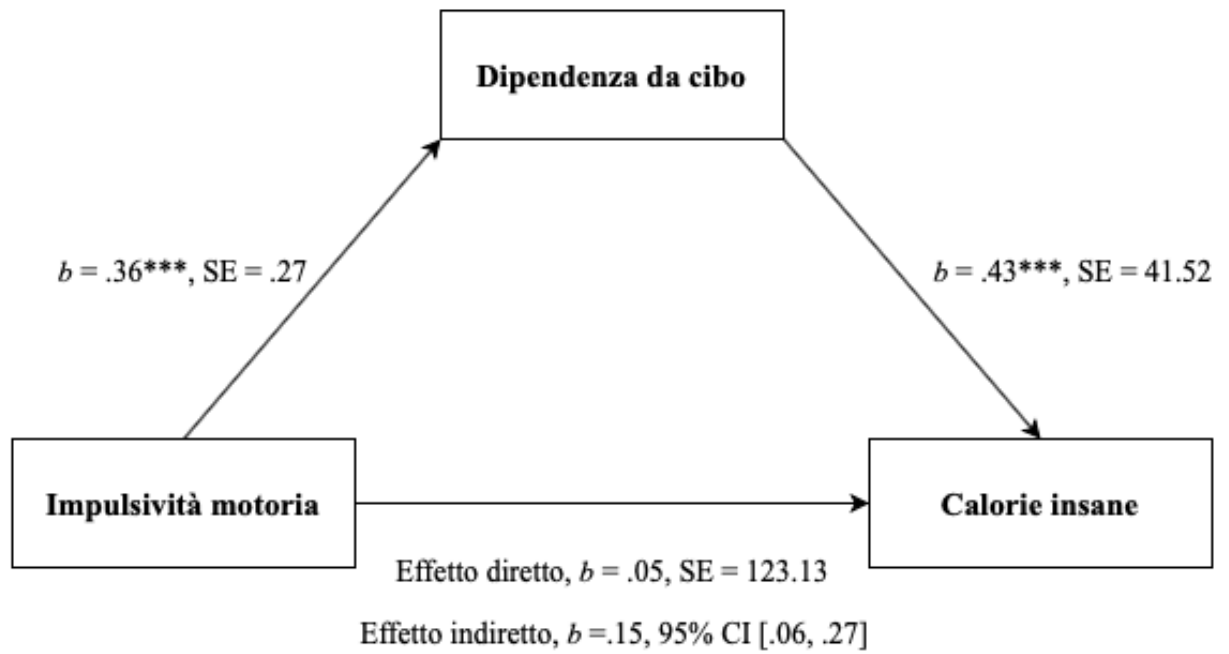 Dipendenza da cibo
b = .36***, SE = .27
b = .43***, SE = 41.52
Impulsività motoria
Calorie insane
Effetto diretto, b = .05, SE = 123.13
Effetto indiretto, b =.15, 95% CI [.06, .27]